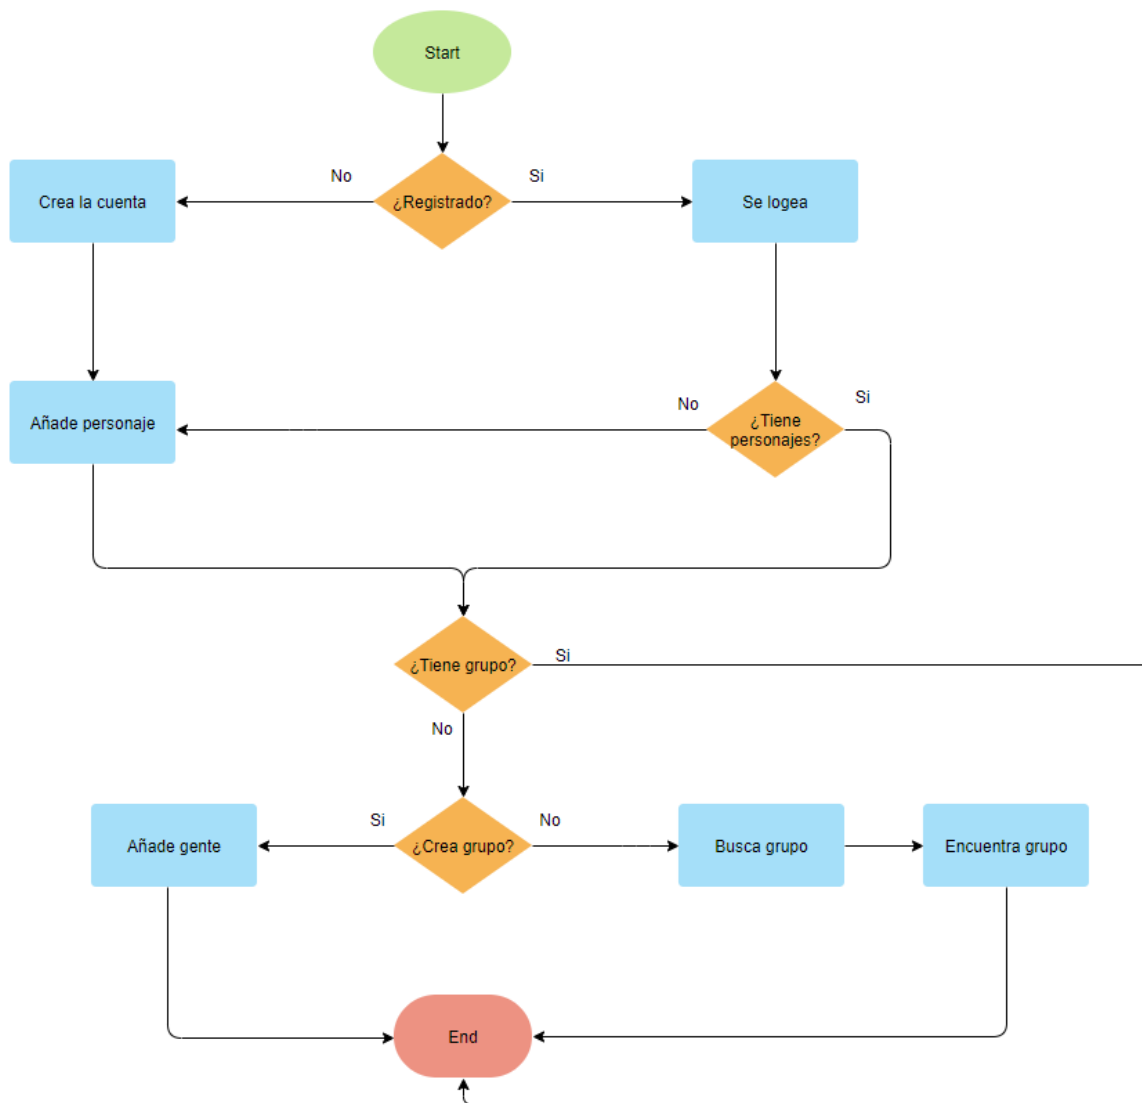 Start
No
Si
Crea la cuenta
¿Registrado?
Se logea
No
Si
Añade personaje
¿Tiene
personajes?
¿Tiene grupo?
Si
No
Si
No
Añade gente
¿Crea grupo?
Busca grupo
Encuentra grupo
End